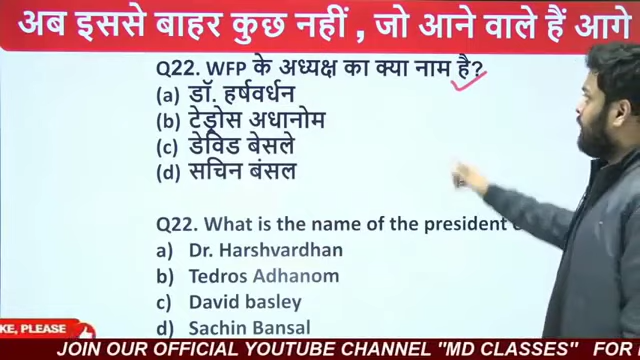 अब इससे बाहर कुछ नहीं , जो आने वाले हैं आगे
Q22. WFP के अध्यक्ष का क्या नाम है?
(a) डॉ. हर्षवर्धन
(b) टेड्रोस अधानोम
(c) डेविड बेसले
(d) सचिन बंसल
Q22. What is the name of the president
a) Dr. Harshvardhan
b) Tedros Adhanom
c) David basley
d) Sachin Bansal
KE, PLEASE
JOIN OUR OFFICIAL YOUTUBE CHANNEL "MD CLASSES" FOR